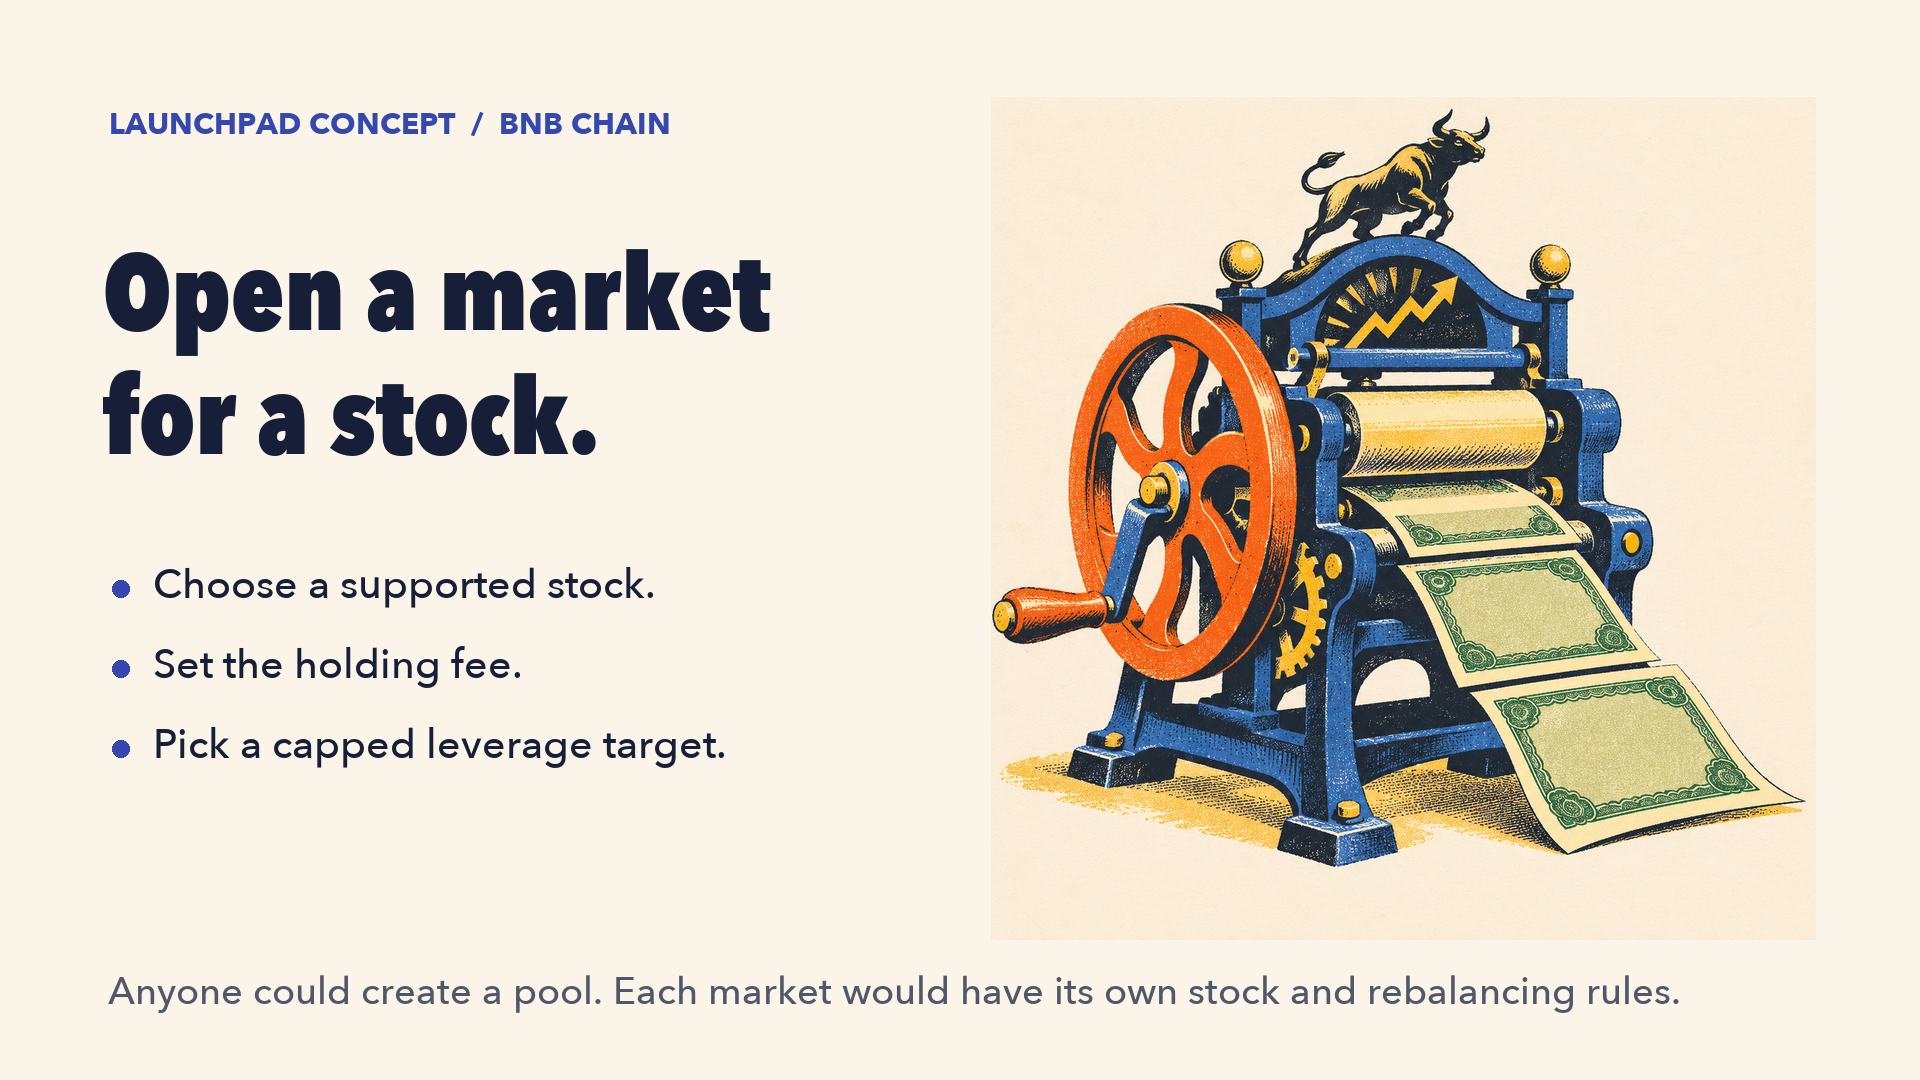 LAUNCHPAD CONCEPT / BNB CHAIN
Open a market
for a stock.
Choose a supported stock.
Set the holding fee.
Pick a capped leverage target.
Anyone could create a pool. Each market would have its own stock and rebalancing rules.